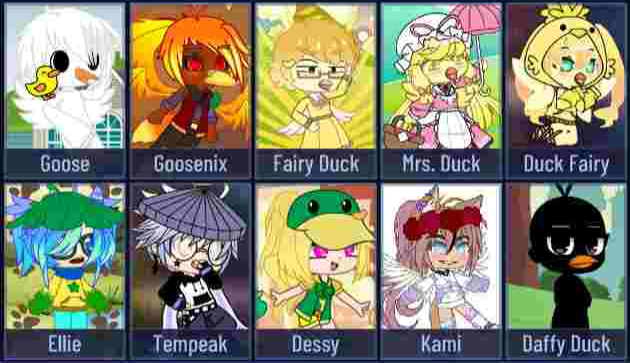 Goose
Goosenix
Fairy Duck
Mrs. Duck
Duck Fairy
Ellie
Tempeak
Dessy
Kami
Daffy Duck